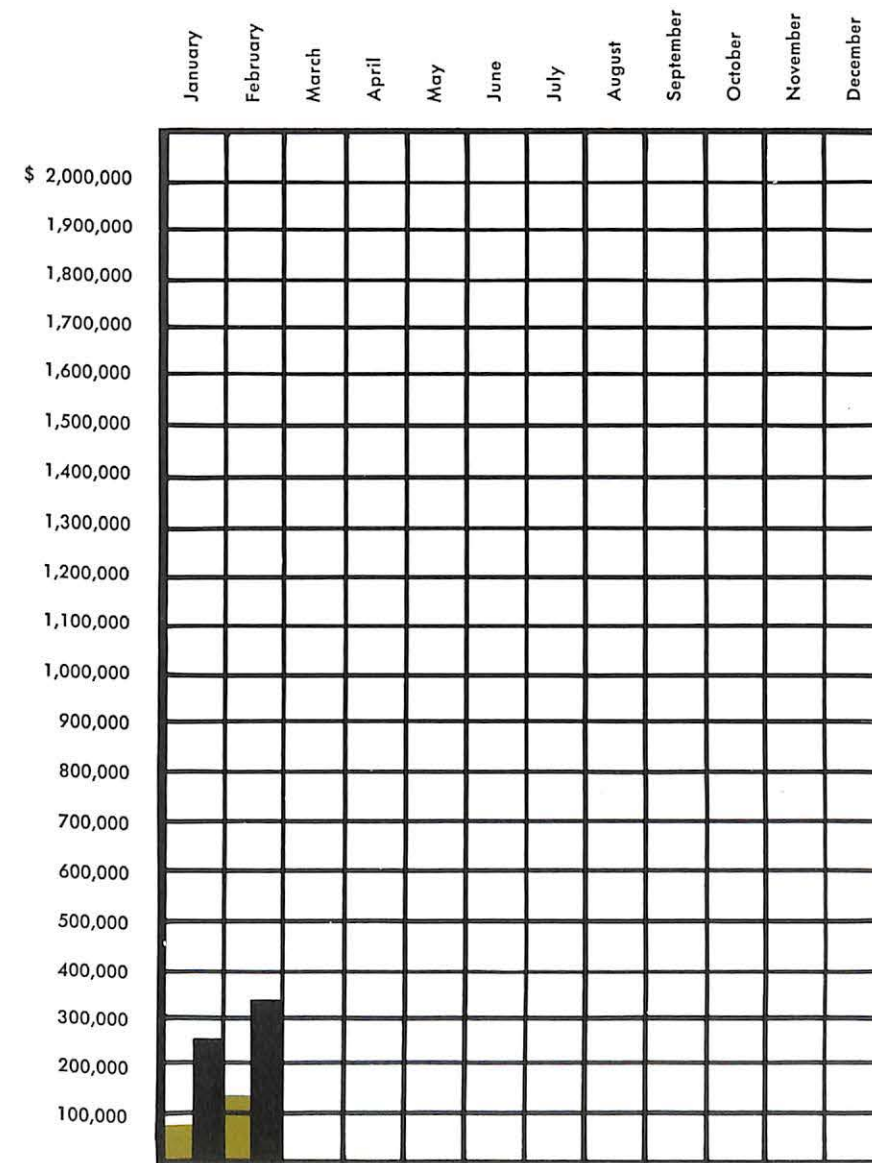 January
February
March
April
May
June
July
August
September
October
November
December
$ 2,000,000
1,900,000
1,800,000
1,700,000
1,600,000
1,500,000
1,400,000
1,300,000
1,200,000
1,100,000
1,000,000
900,000
800,000
700,000
600,000
500,000
400,000
300,000
200,000
100,000